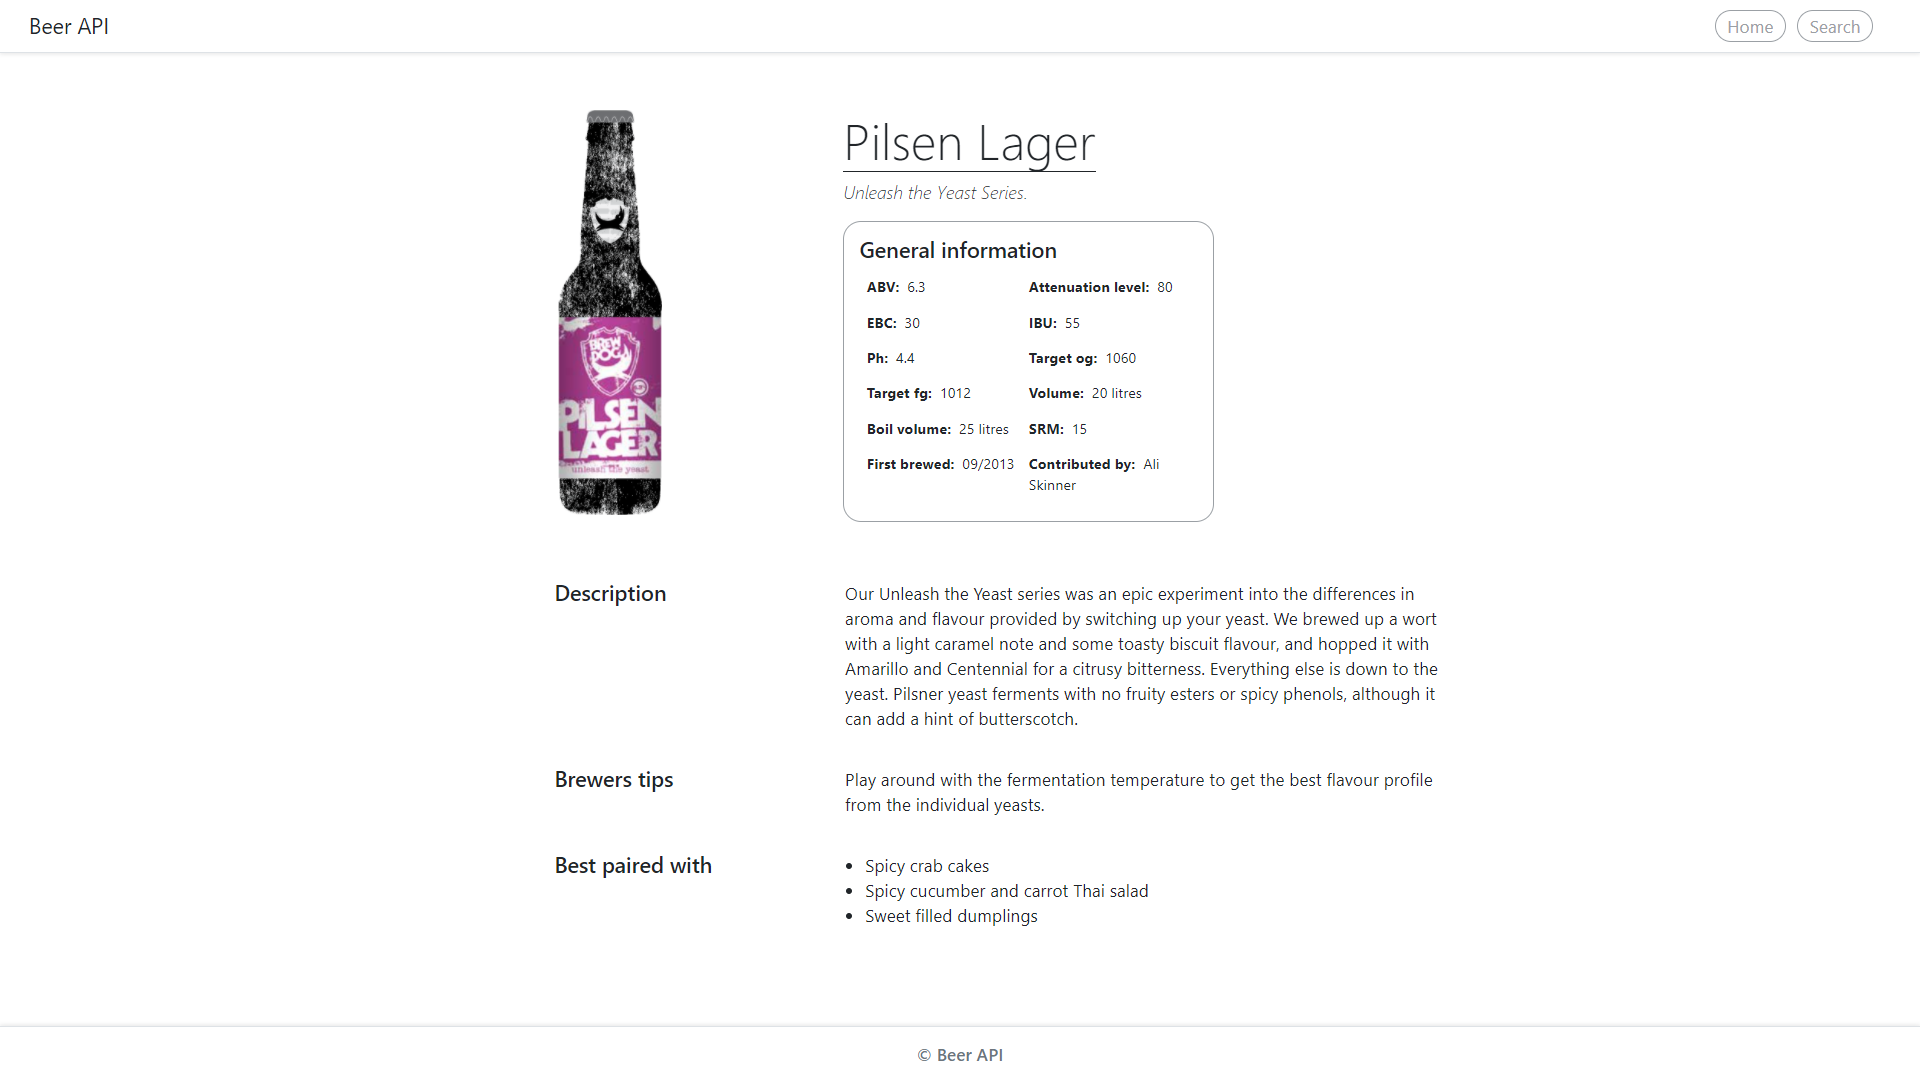 Beer API
Home
Search
BREW
DOG
PILSEN
LAGER
unleash the yeast
Pilsen Lager
Unleash the Yeast Series.
General information
ABV: 6.3
Attenuation level: 80
EBC: 30
IBU: 55
Ph: 4.4
Target og: 1060
Target fg: 1012
Volume: 20 litres
Boil volume: 25 litres
SRM: 15
First brewed: 09/2013
Contributed by: Ali
Skinner
Description
Our Unleash the Yeast series was an epic experiment into the differences in
aroma and flavour provided by switching up your yeast. We brewed up a wort
with a light caramel note and some toasty biscuit flavour, and hopped it with
Amarillo and Centennial for a citrusy bitterness. Everything else is down to the
yeast. Pilsner yeast ferments with no fruity esters or spicy phenols, although it
can add a hint of butterscotch.
Brewers tips
Play around with the fermentation temperature to get the best flavour profile
from the individual yeasts.
Best paired with
• Spicy crab cakes
• Spicy cucumber and carrot Thai salad
• Sweet filled dumplings
© Beer API